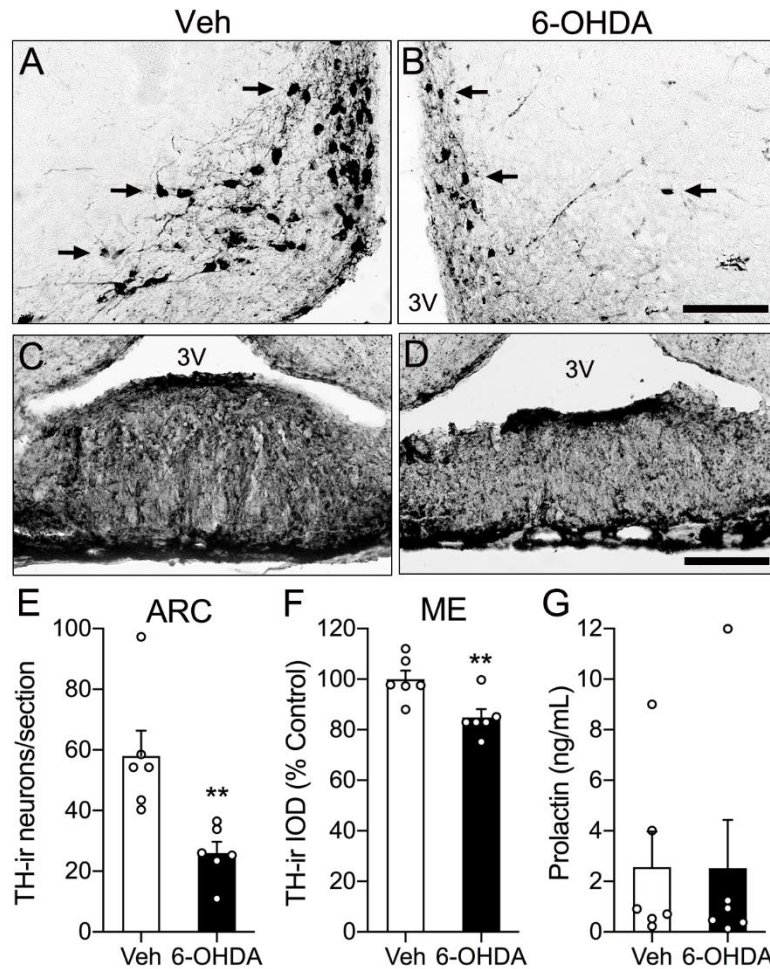 Veh 6-OHDA
A B
3V
C D
3V 3V
E ARC F ME G
TH-ir neurons/section
100
80
60
40
20
0
**
Veh 6-OHDA
TH-ir IOD (% Control)
120
100
80
60
40
20
0
**
Veh 6-OHDA
Prolactin (ng/mL)
12
10
8
6
4
2
0
Veh 6-OHDA